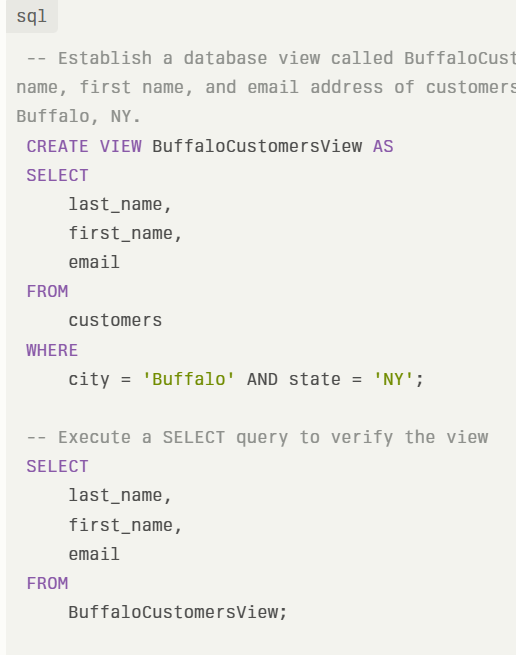 sql
-- Establish a database view called BuffaloCust
name, first name, and email address of customers
Buffalo, NY.
CREATE VIEW BuffaloCustomersView AS
SELECT
last_name,
first_name,
email
FROM
customers
WHERE
city = 'Buffalo' AND state = 'NY';
-- Execute a SELECT query to verify the view
SELECT
last_name,
first_name,
email
FROM
BuffaloCustomersView;